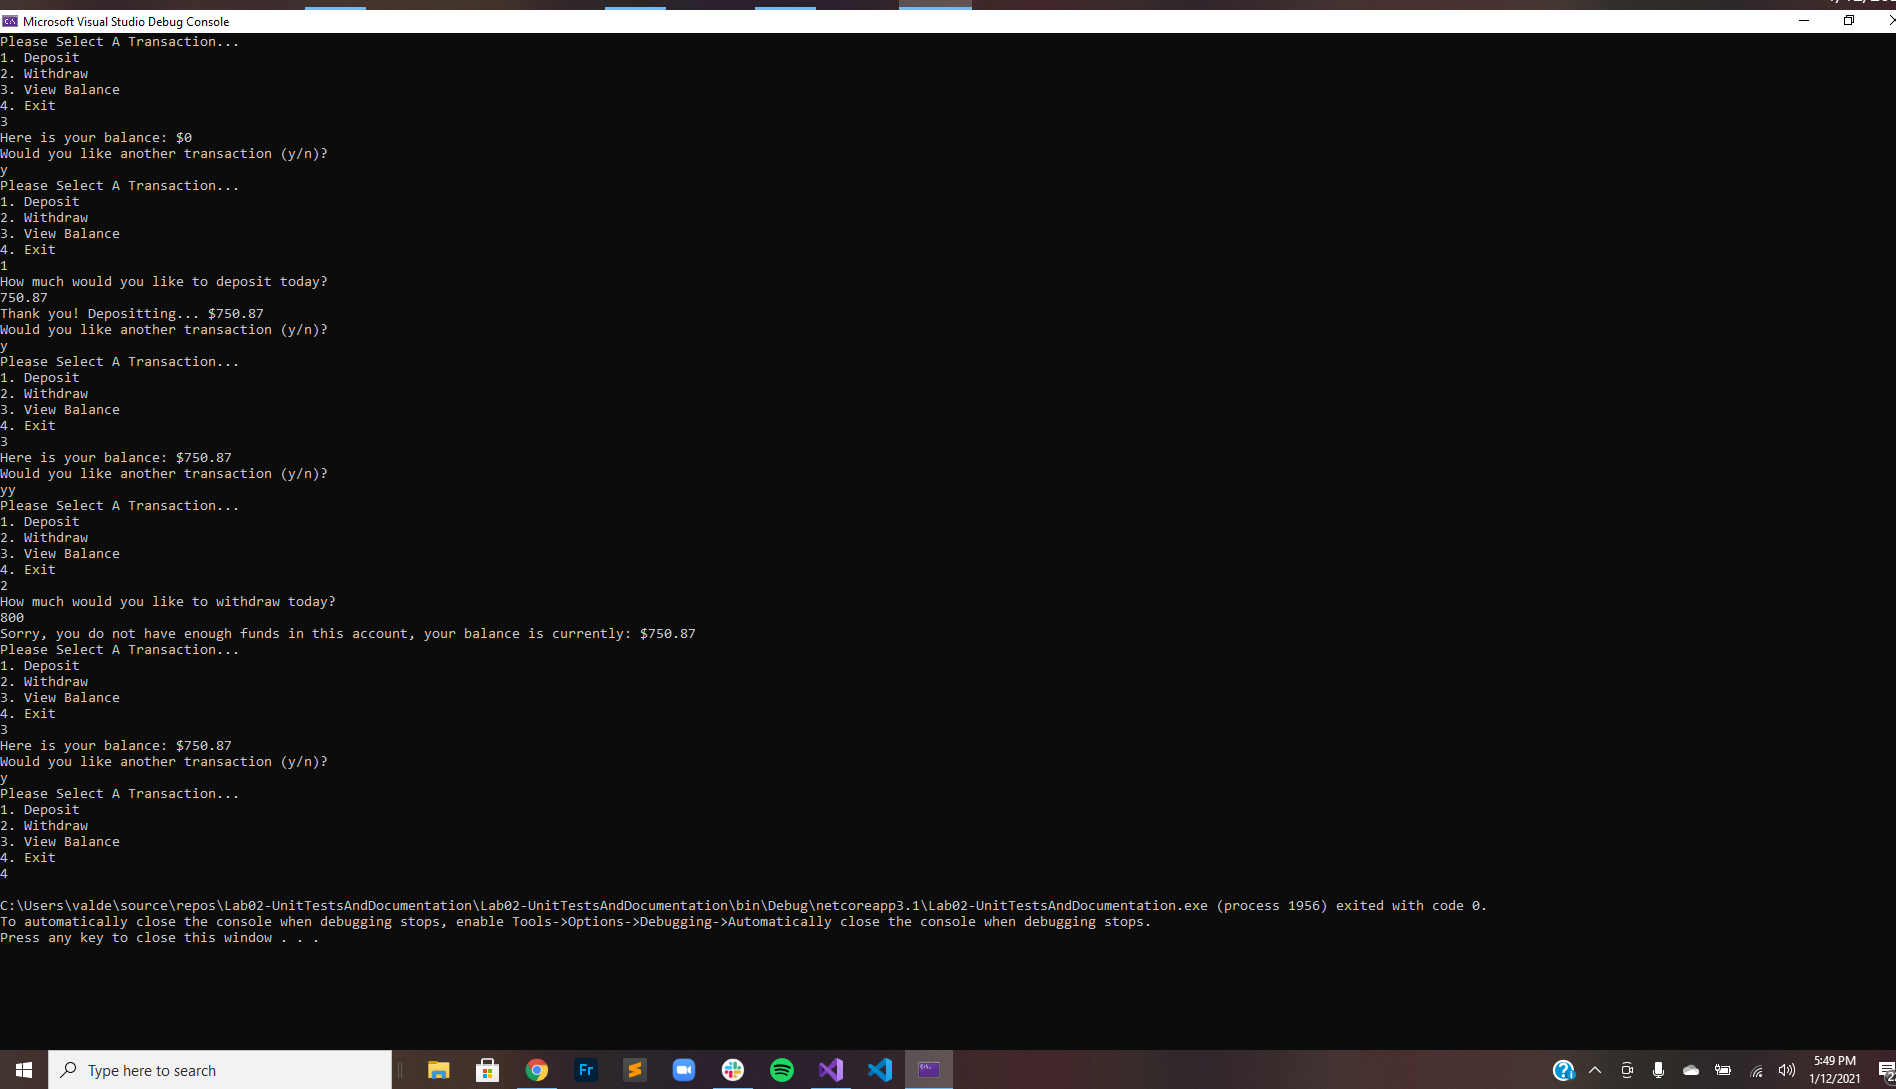 Microsoft Visual Studio Debug Console
Please Select A Transaction...
1. Deposit
2. Withdraw
3. View Balance
4. Exit
3
Here is your balance: $0
Would you like another transaction (y/n)?
y
Please Select A Transaction...
1. Deposit
2. Withdraw
3. View Balance
4. Exit
1
How much would you like to deposit today?
750.87
Thank you! Depositting... $750.87
Would you like another transaction (y/n)?
y
Please Select A Transaction...
1. Deposit
2. Withdraw
3. View Balance
4. Exit
3
Here is your balance: $750.87
Would you like another transaction (y/n)?
yy
Please Select A Transaction...
1. Deposit
2. Withdraw
3. View Balance
4. Exit
2
How much would you like to withdraw today?
800
Sorry, you do not have enough funds in this account, your balance is currently: $750.87
Please Select A Transaction...
1. Deposit
2. Withdraw
3. View Balance
4. Exit
3
Here is your balance: $750.87
Would you like another transaction (y/n)?
y
Please Select A Transaction...
1. Deposit
2. Withdraw
3. View Balance
4. Exit
4
C:\Users\valde\source\repos\Lab02-UnitTestsAndDocumentation\Lab02-UnitTestsAndDocumentation\bin\Debug\netcoreapp3.1\Lab02-UnitTestsAndDocumentation.exe (process 1956) exited with code 0.
To automatically close the console when debugging stops, enable Tools->Options->Debugging->Automatically close the console when debugging stops.
Press any key to close this window . . .
Type here to search
Fr
5:49 PM
1/12/2021